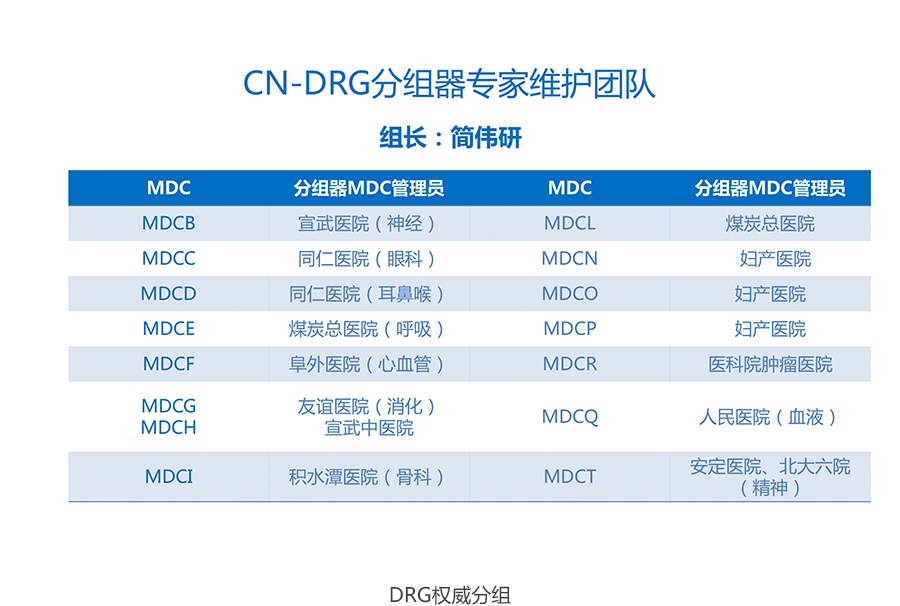 CN-DRG分组器专家维护团队
组长：简伟研
MDC 分组器MDC管理员 MDC 分组器MDC管理员
MDCB 宣武医院（神经） MDCL 煤炭总医院
MDCC 同仁医院（眼科） MDCN 妇产医院
MDCD 同仁医院（耳鼻喉） MDCO 妇产医院
MDCE 煤炭总医院（呼吸） MDCP 妇产医院
MDCF 阜外医院（心血管） MDCR 医科院肿瘤医院
MDCG 友谊医院（消化）
MDCH 宣武中医院
MDCQ 人民医院（血液）
MDCI 积水潭医院（骨科） MDCT 安定医院、北大六院
（精神）
DRG权威分组